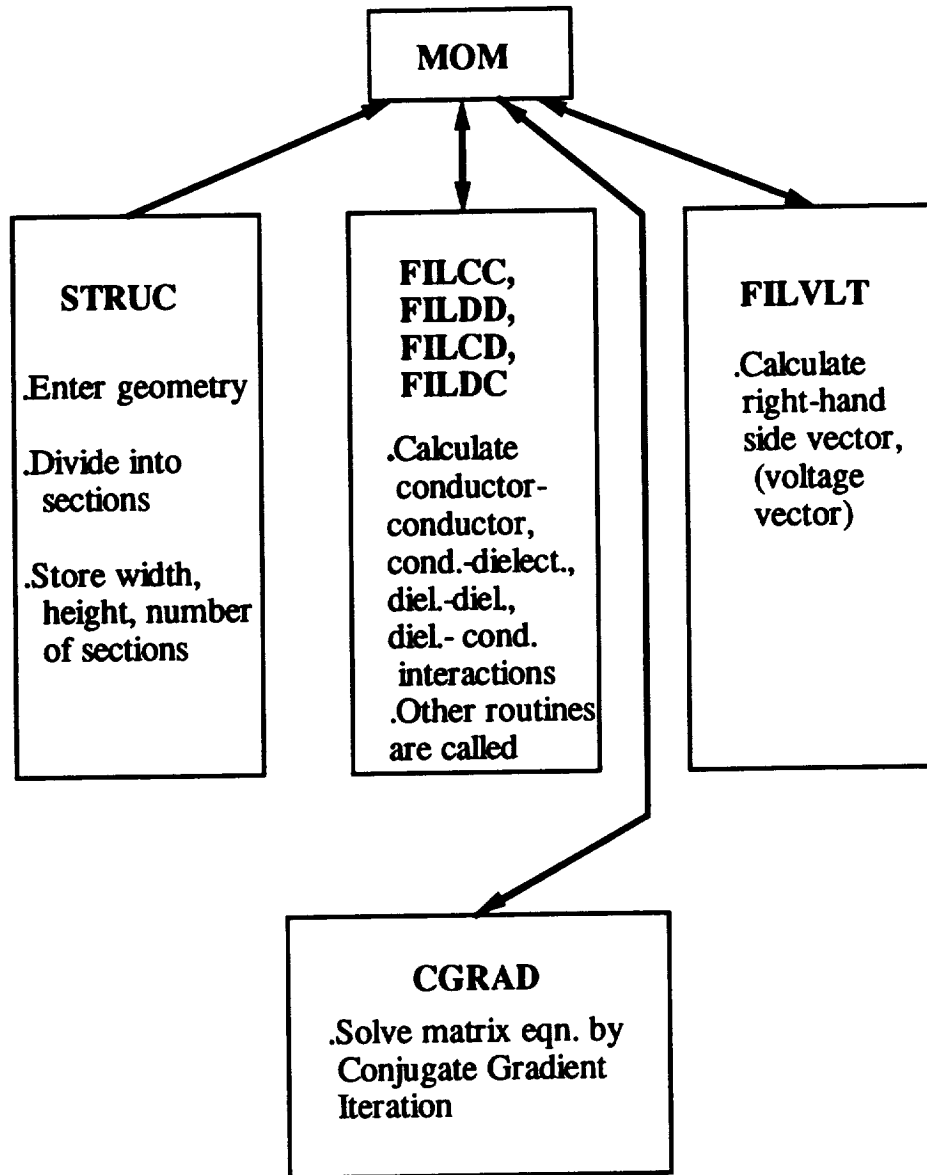 MOM
STRUC
.Enter geometry
.Divide into
sections
.Store width,
height, number
of sections
FILCC,
FILDD,
FILCD,
FILDC
.Calculate
conductor-
conductor,
cond.-dielect.,
diel.-diel.,
diel.- cond.
interactions
.Other routines
are called
FILVLT
.Calculate
right-hand
side vector,
(voltage
vector)
CGRAD
.Solve matrix eqn. by
Conjugate Gradient
Iteration